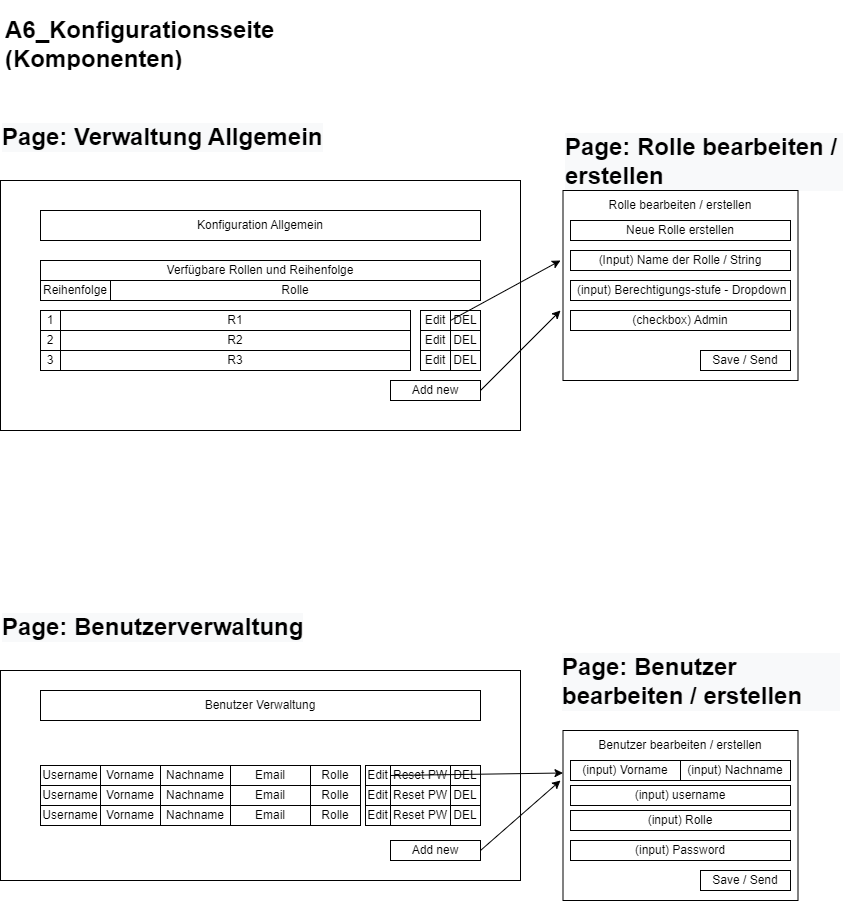 A6_Konfigurationsseite
(Komponenten)
Page: Verwaltung Allgemein
Konfiguration Allgemein
Verfügbare Rollen und Reihenfolge
Reihenfolge Rolle
1 R1 Edit DEL
2 R2 Edit DEL
3 R3 Edit DEL
Add new
Page: Rolle bearbeiten /
erstellen
Rolle bearbeiten / erstellen
Neue Rolle erstellen
(Input) Name der Rolle / String
(input) Berechtigungs-stufe - Dropdown
(checkbox) Admin
Save / Send
Page: Benutzerverwaltung
Benutzer Verwaltung
Username Vorname Nachname Email Rolle Edit Reset PW DEL
Username Vorname Nachname Email Rolle Edit Reset PW DEL
Username Vorname Nachname Email Rolle Edit Reset PW DEL
Add new
Page: Benutzer
bearbeiten / erstellen
Benutzer bearbeiten / erstellen
(input) Vorname (input) Nachname
(input) username
(input) Rolle
(input) Password
Save / Send